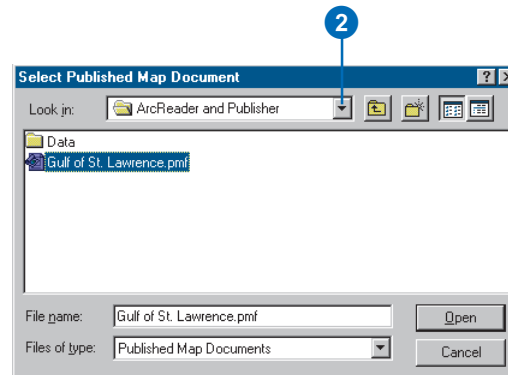 2
Select Published Map Document
Look in: ArcReader and Publisher
Data
Gulf of St. Lawrence.pmf
File name: Gulf of St. Lawrence.pmf Open
Files of type: Published Map Documents Cancel